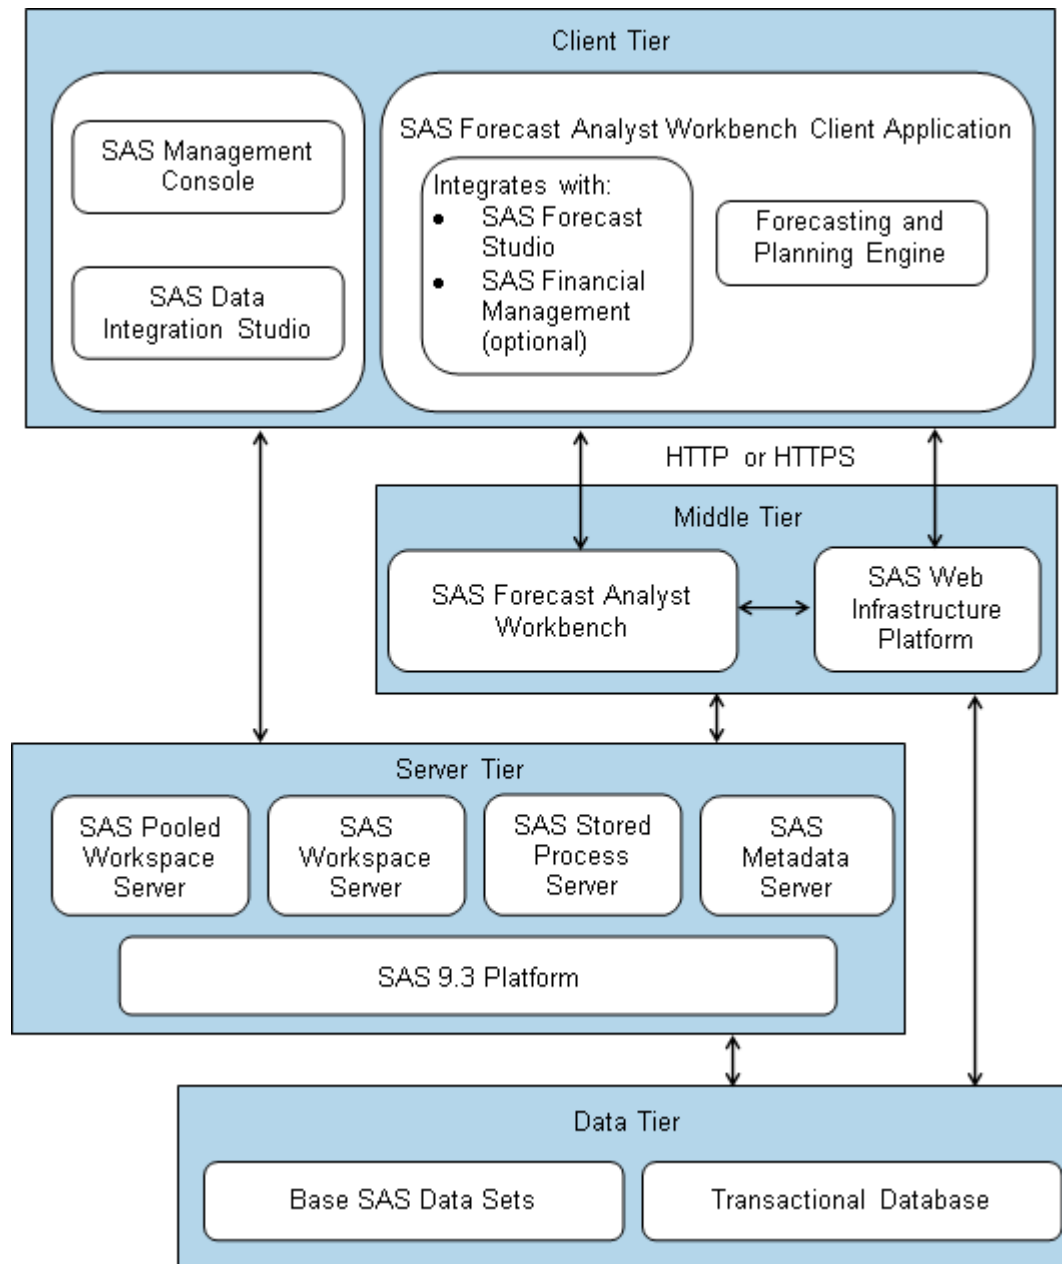 Client Tier
SAS Management
Console
SAS Data
Integration Studio
SAS Forecast Analyst Workbench Client Application
Integrates with:
• SAS Forecast
Studio
• SAS Financial
Management
(optional)
Forecasting and
Planning Engine
HTTP or HTTPS
Middle Tier
SAS Forecast Analyst
Workbench
SAS Web
Infrastructure
Platform
Server Tier
SAS Pooled
Workspace
Server
SAS
Workspace
Server
SAS Stored
Process
Server
SAS
Metadata
Server
SAS 9.3 Platform
Data Tier
Base SAS Data Sets
Transactional Database